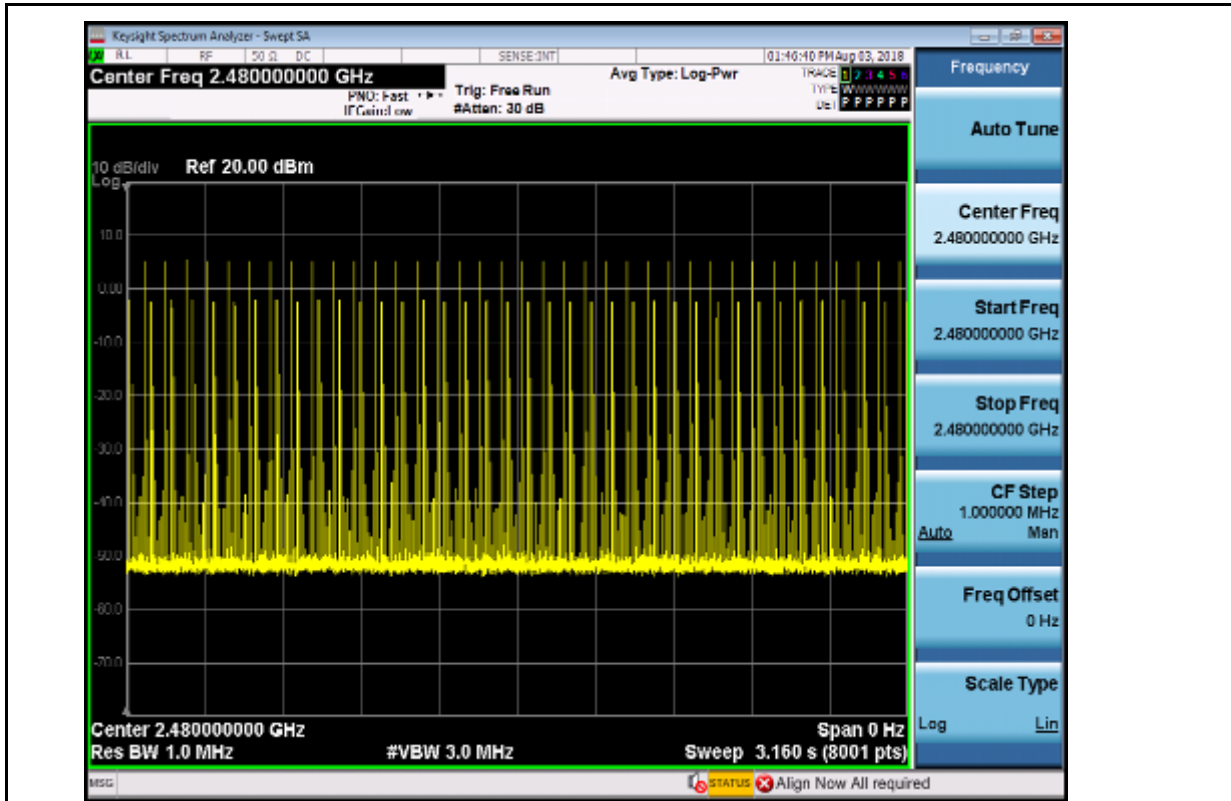 Keysight Spectrum Analyzer - Swept SA
RL RF 50 Ω DC SENSE:INT 01:46:40 PM Aug 03, 2018
Center Freq 2.480000000 GHz Avg Type: Log-Pwr TRACE 1 2 3 4 5 6
PNO: Fast Trig: Free Run TYPE WWWWWW
IFGain:Low #Atten: 30 dB DET P P P P P P
10 dB/div Ref 20.00 dBm
Log
10.0
0.00
-10.0
-20.0
-30.0
-40.0
-50.0
-60.0
-70.0
Center 2.480000000 GHz Span 0 Hz
Res BW 1.0 MHz #VBW 3.0 MHz Sweep 3.160 s (8001 pts)
MSG STATUS Align Now All required
Frequency
Auto Tune
Center Freq
2.480000000 GHz
Start Freq
2.480000000 GHz
Stop Freq
2.480000000 GHz
CF Step
1.000000 MHz
Auto Man
Freq Offset
0 Hz
Scale Type
Log Lin